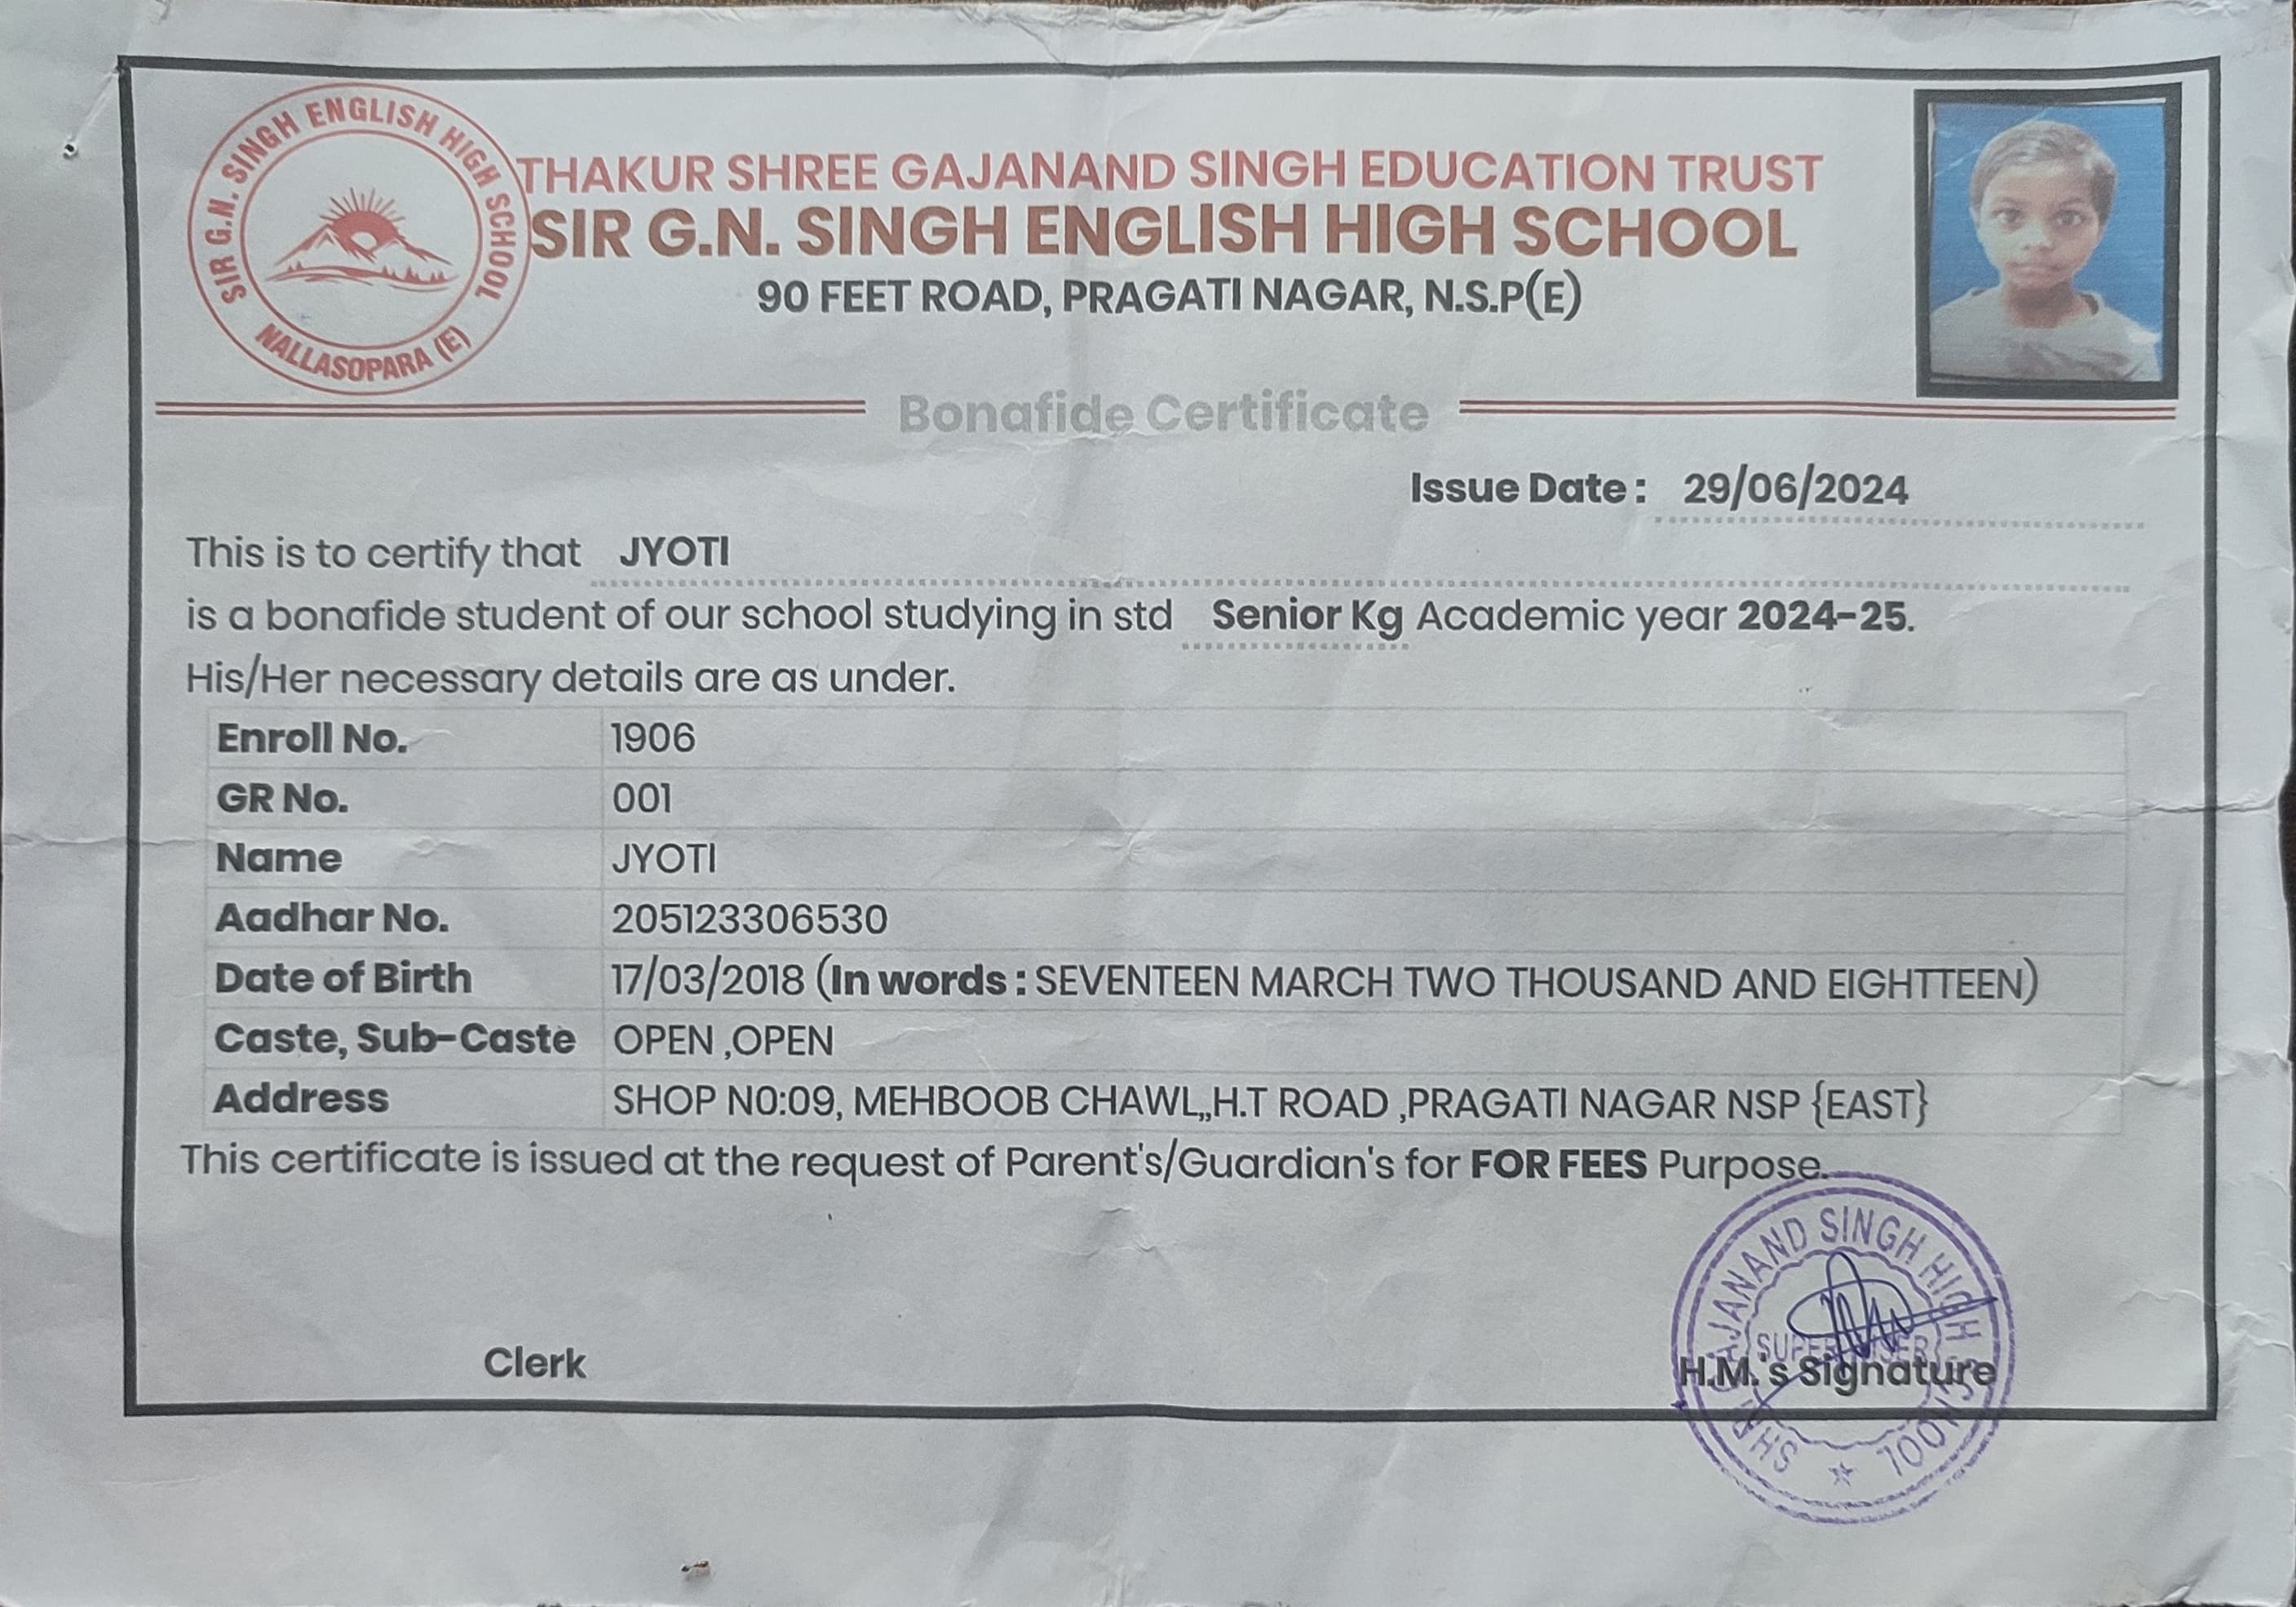 SIR G.N. SINGH ENGLISH HIGH SCHOOL
NALLASOPARA (E)
THAKUR SHREE GAJANAND SINGH EDUCATION TRUST
SIR G.N. SINGH ENGLISH HIGH SCHOOL
90 FEET ROAD, PRAGATI NAGAR, N.S.P(E)
Bonafide Certificate
Issue Date : 29/06/2024
This is to certify that JYOTI
is a bonafide student of our school studying in std Senior Kg Academic year 2024-25.
His/Her necessary details are as under.
Enroll No. 1906
GR No. 001
Name JYOTI
Aadhar No. 205123306530
Date of Birth 17/03/2018 (In words : SEVENTEEN MARCH TWO THOUSAND AND EIGHTTEEN)
Caste, Sub-Caste OPEN ,OPEN
Address SHOP N0:09, MEHBOOB CHAWL,,H.T ROAD ,PRAGATI NAGAR NSP {EAST}
This certificate is issued at the request of Parent's/Guardian's for FOR FEES Purpose.
Clerk
H.M.'s Signature
GAJANAND SINGH HIGH SCHOOL